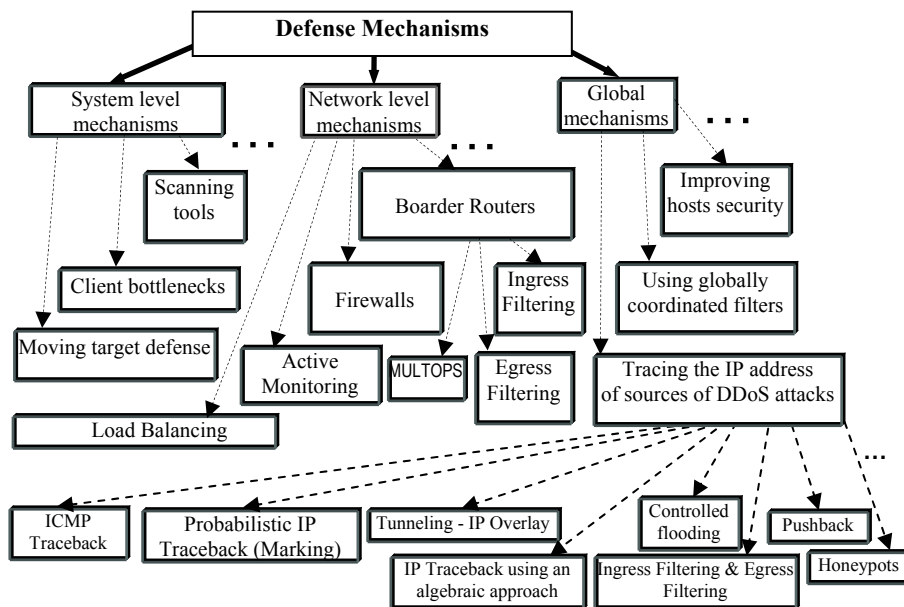 Defense Mechanisms
System level
mechanisms
Network level
mechanisms
Global
mechanisms
...
...
...
Scanning
tools
Boarder Routers
Improving
hosts security
Client bottlenecks
Firewalls
Ingress
Filtering
Using globally
coordinated filters
Moving target defense
Active
Monitoring
MULTOPS
Egress
Filtering
Tracing the IP address
of sources of DDoS attacks
Load Balancing
...
ICMP
Traceback
Probabilistic IP
Traceback (Marking)
Tunneling - IP Overlay
Controlled
flooding
Pushback
IP Traceback using an
algebraic approach
Ingress Filtering & Egress
Filtering
Honeypots